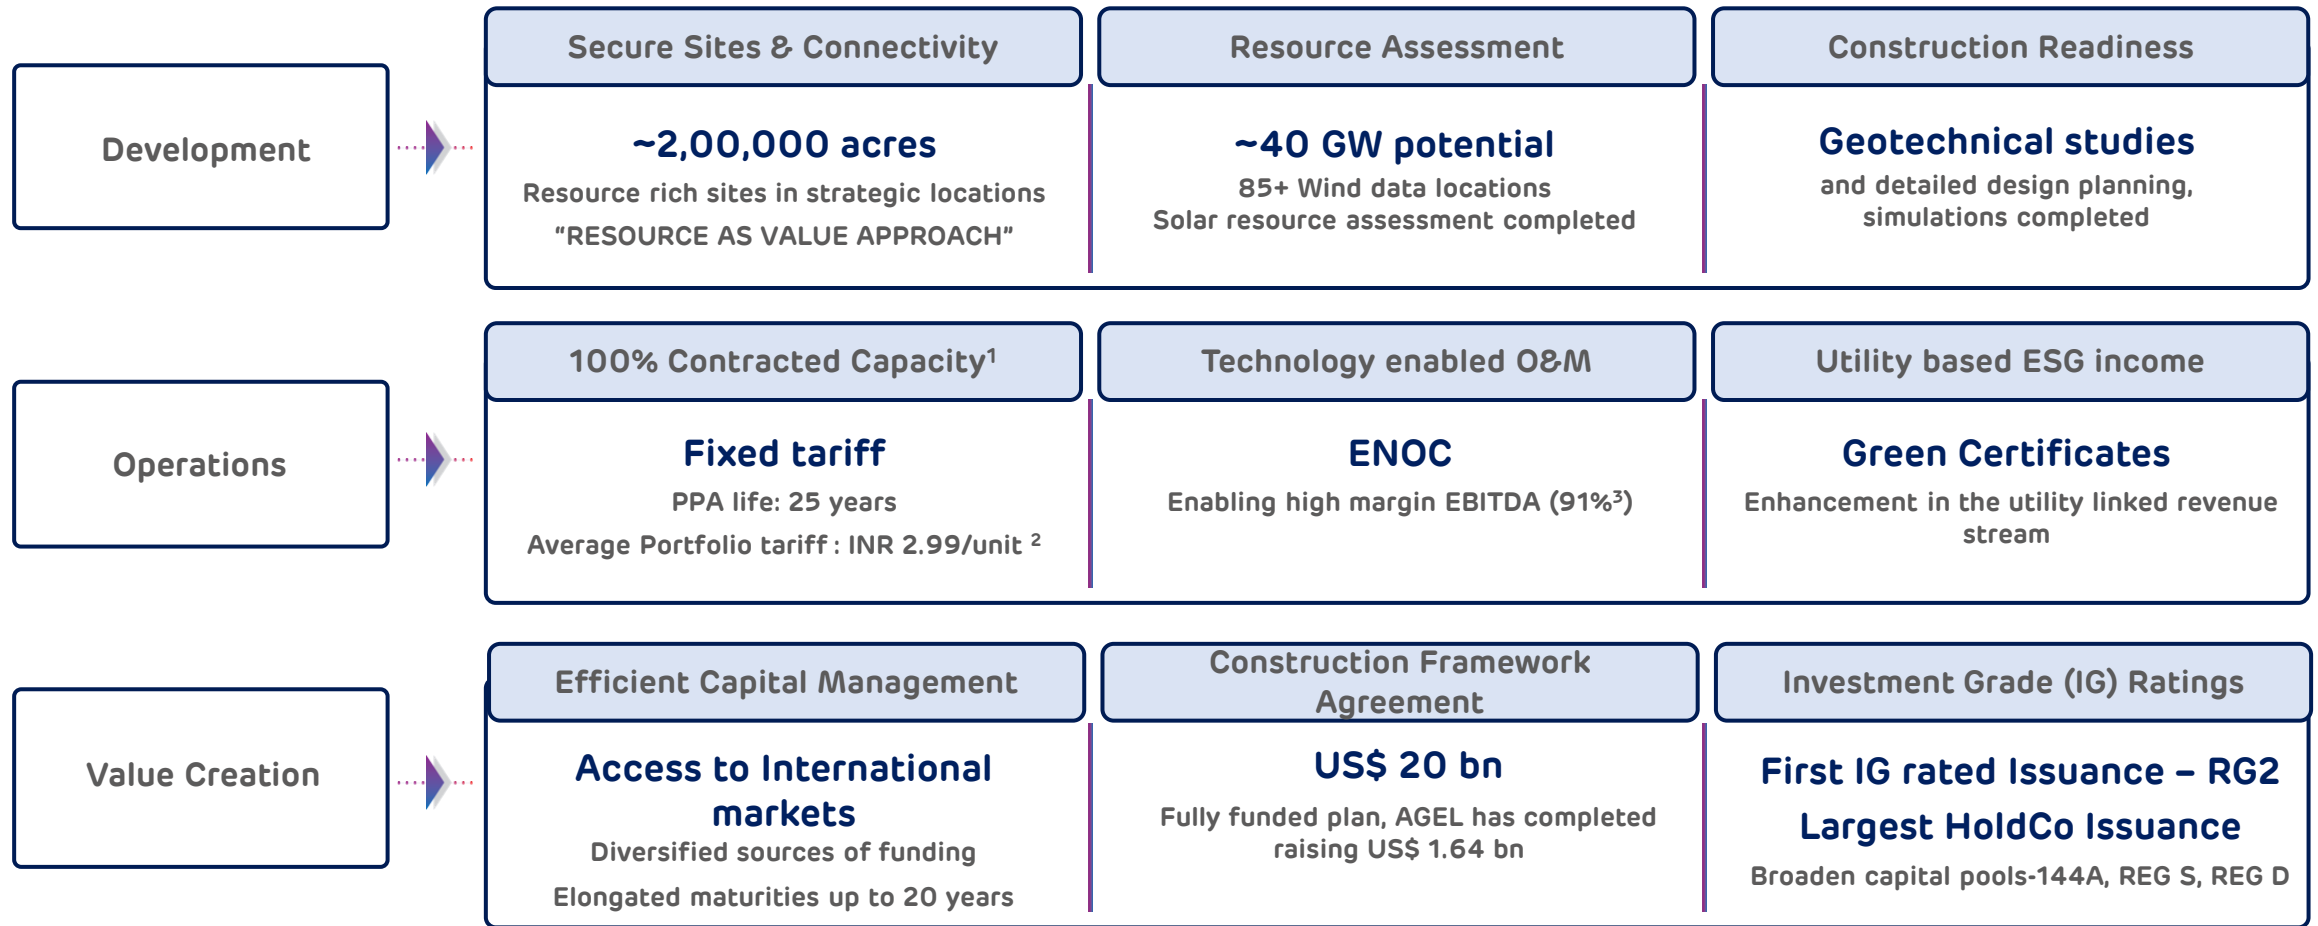 Development
Secure Sites & Connectivity
~2,00,000 acres
Resource rich sites in strategic locations
“RESOURCE AS VALUE APPROACH”
Resource Assessment
~40 GW potential
85+ Wind data locations
Solar resource assessment completed
Construction Readiness
Geotechnical studies
and detailed design planning,
simulations completed
Operations
100% Contracted Capacity¹
Fixed tariff
PPA life: 25 years
Average Portfolio tariff : INR 2.99/unit ²
Technology enabled O&M
ENOC
Enabling high margin EBITDA (91%³)
Utility based ESG income
Green Certificates
Enhancement in the utility linked revenue
stream
Value Creation
Efficient Capital Management
Access to International
markets
Diversified sources of funding
Elongated maturities up to 20 years
Construction Framework
Agreement
US$ 20 bn
Fully funded plan, AGEL has completed
raising US$ 1.64 bn
Investment Grade (IG) Ratings
First IG rated Issuance – RG2
Largest HoldCo Issuance
Broaden capital pools-144A, REG S, REG D